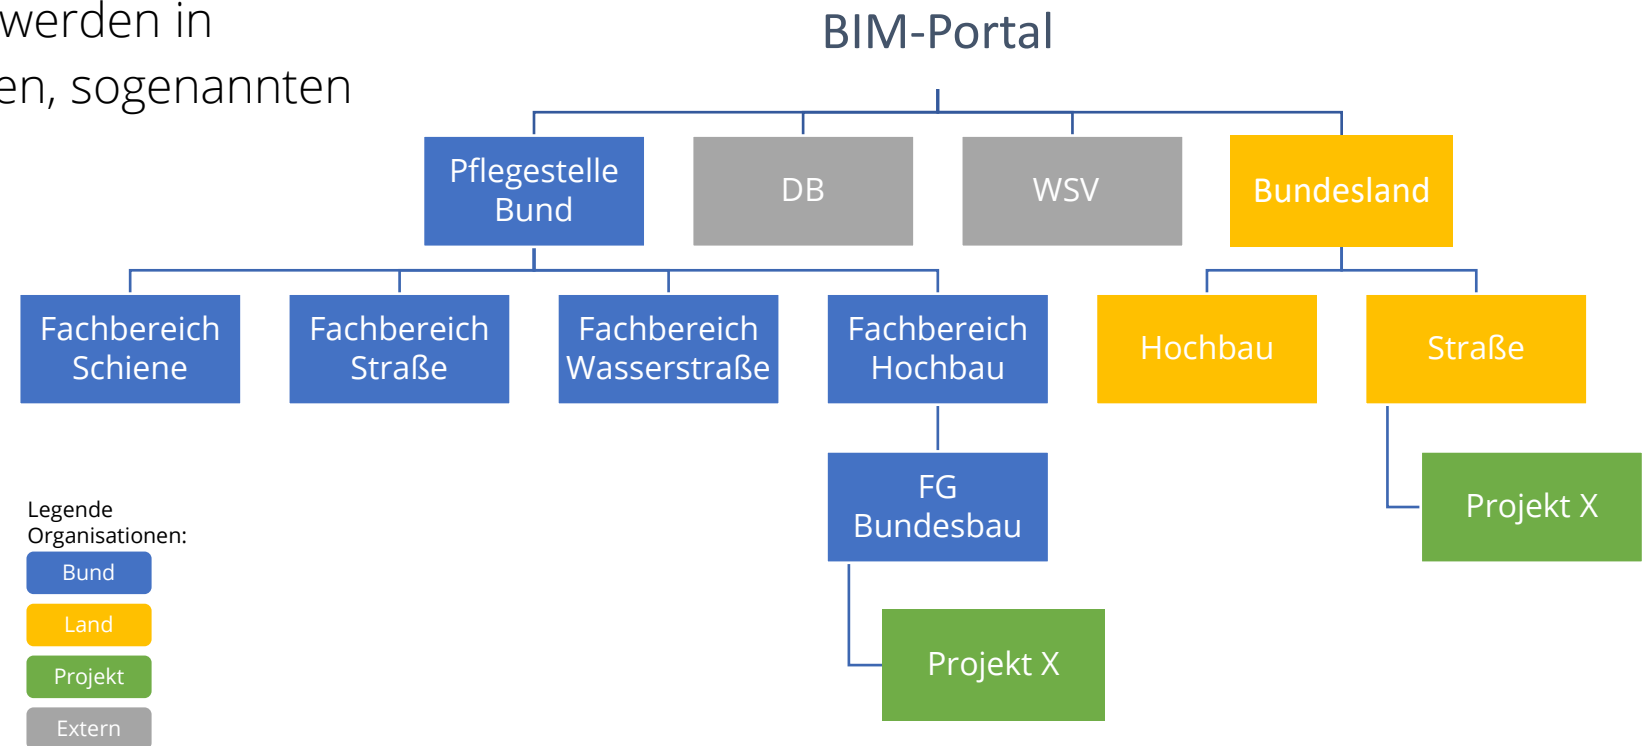 werden in
en, sogenannten
BIM-Portal
Pflegestelle
Bund
DB
WSV
Bundesland
Fachbereich
Schiene
Fachbereich
Straße
Fachbereich
Wasserstraße
Fachbereich
Hochbau
Hochbau
Straße
FG
Bundesbau
Projekt X
Projekt X
Legende
Organisationen:
Bund
Land
Projekt
Extern